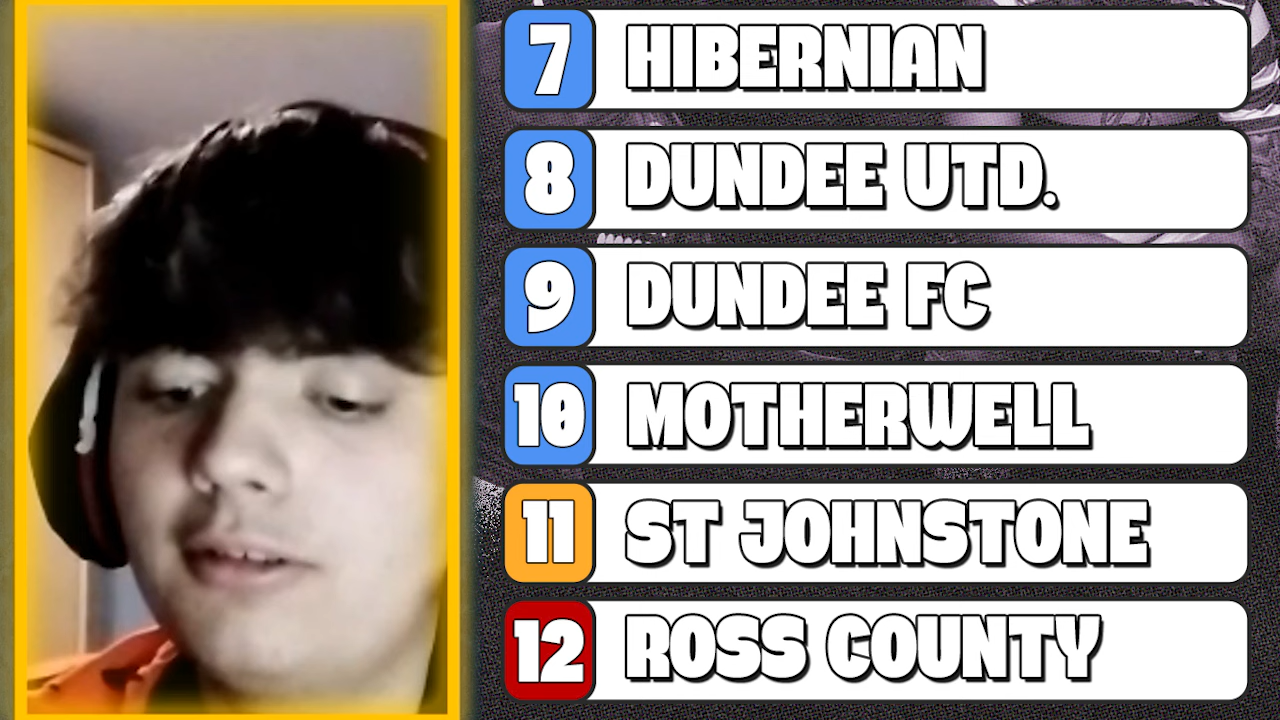 7 HIBERNIAN
8 DUNDEE UTD.
9 DUNDEE FC
10 MOTHERWELL
11 ST JOHNSTONE
12 ROSS COUNTY